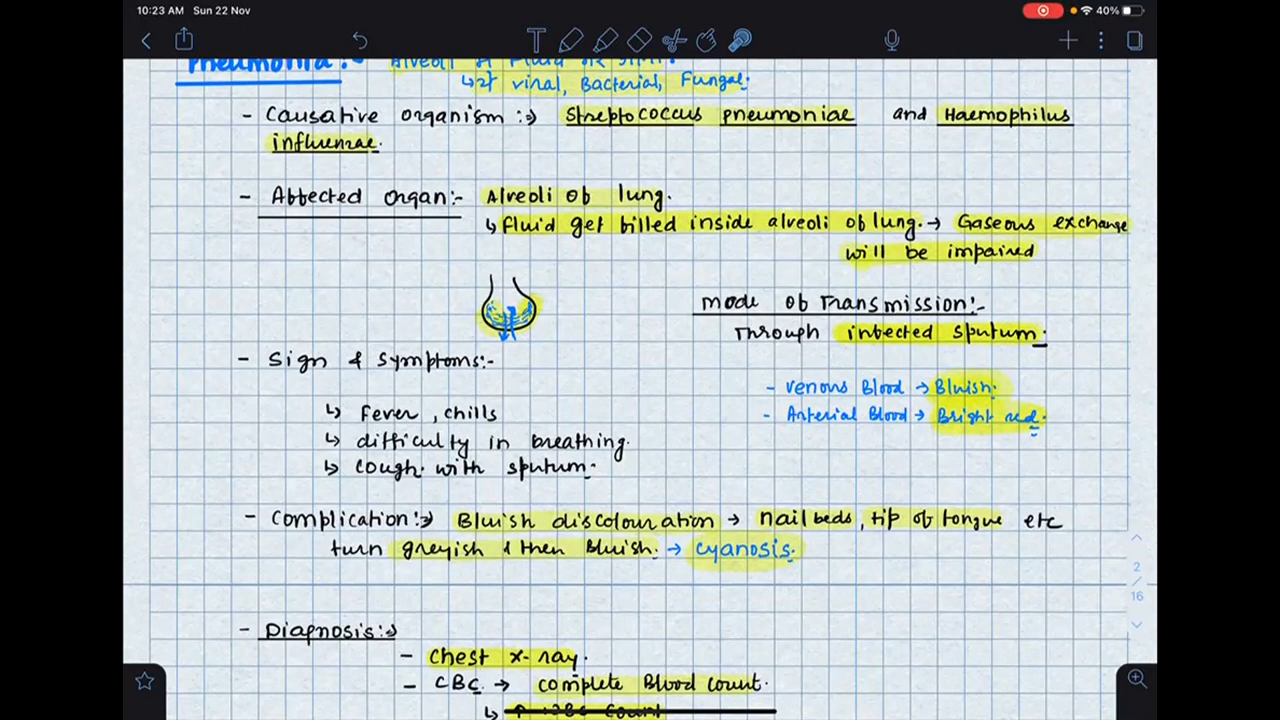 10:23 AM Sun 22 Nov
40%
Pneumonia:-
↳ viral, Bacterial, Fungal.
- Causative organism :⇒ Streptococcus pneumoniae and Haemophilus
influenzae.
- Affected organ:- Alveoli of lung.
↳ fluid get filled inside alveoli of lung. → Gaseous exchange
will be impaired
Mode of Transmission:-
Through infected sputum.
- Sign & Symptoms:-
- Venous Blood → Bluish.
- Arterial Blood → Bright red.
↳ Fever, chills
↳ difficulty in breathing.
↳ cough with sputum.
- Complication:⇒ Bluish discolouration → nail beds, tip of tongue etc
turn greyish & then Bluish. → cyanosis.
2
/
16
- Diagnosis:⇒
- Chest x-ray.
- CBC → complete Blood count.